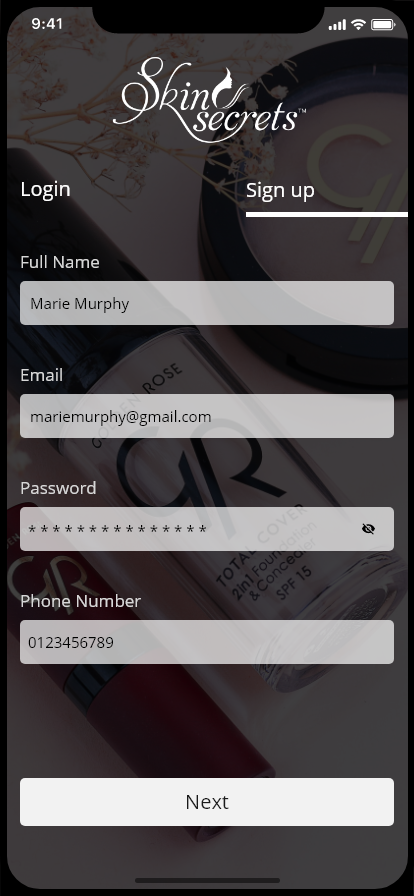 9:41
Skin
secrets™
Login
Sign up
Full Name
Marie Murphy
GOLDEN ROSE
Email
mariemurphy@gmail.com
GR
Password
* * * * * * * * * * * * * * *
TOTAL COVER
2in1 Foundation
& Concealer
SPF 15
Phone Number
0123456789
Next